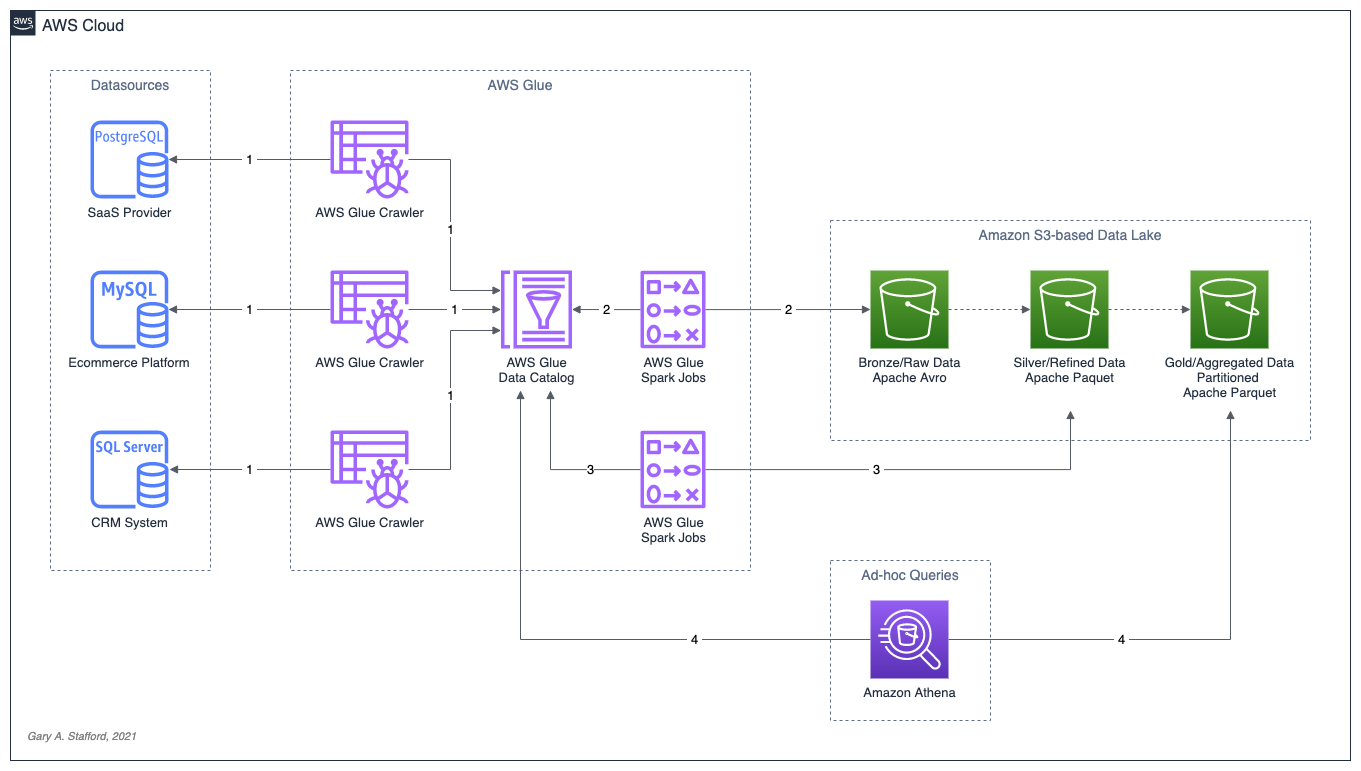 aws
AWS Cloud
Datasources
PostgreSQL
SaaS Provider
MySQL
Ecommerce Platform
SQL Server
CRM System
1
1
1
AWS Glue
AWS Glue Crawler
AWS Glue Crawler
AWS Glue Crawler
1
1
1
AWS Glue
Data Catalog
2
AWS Glue
Spark Jobs
3
AWS Glue
Spark Jobs
2
3
Amazon S3-based Data Lake
Bronze/Raw Data
Apache Avro
Silver/Refined Data
Apache Paquet
Gold/Aggregated Data
Partitioned
Apache Parquet
4
Ad-hoc Queries
Amazon Athena
4
Gary A. Stafford, 2021